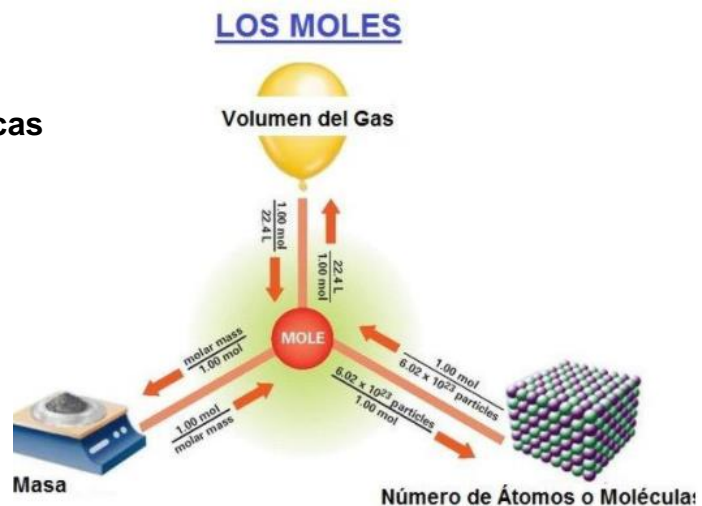 LOS MOLES
cas
Volumen del Gas
1.00 mol
22.4 L
22.4 L
1.00 mol
MOLE
molar mass
1.00 mol
1.00 mol
molar mass
1.00 mol
6.02 x 10²³ particles
6.02 x 10²³ particles
1.00 mol
Masa
Número de Átomos o Moléculas